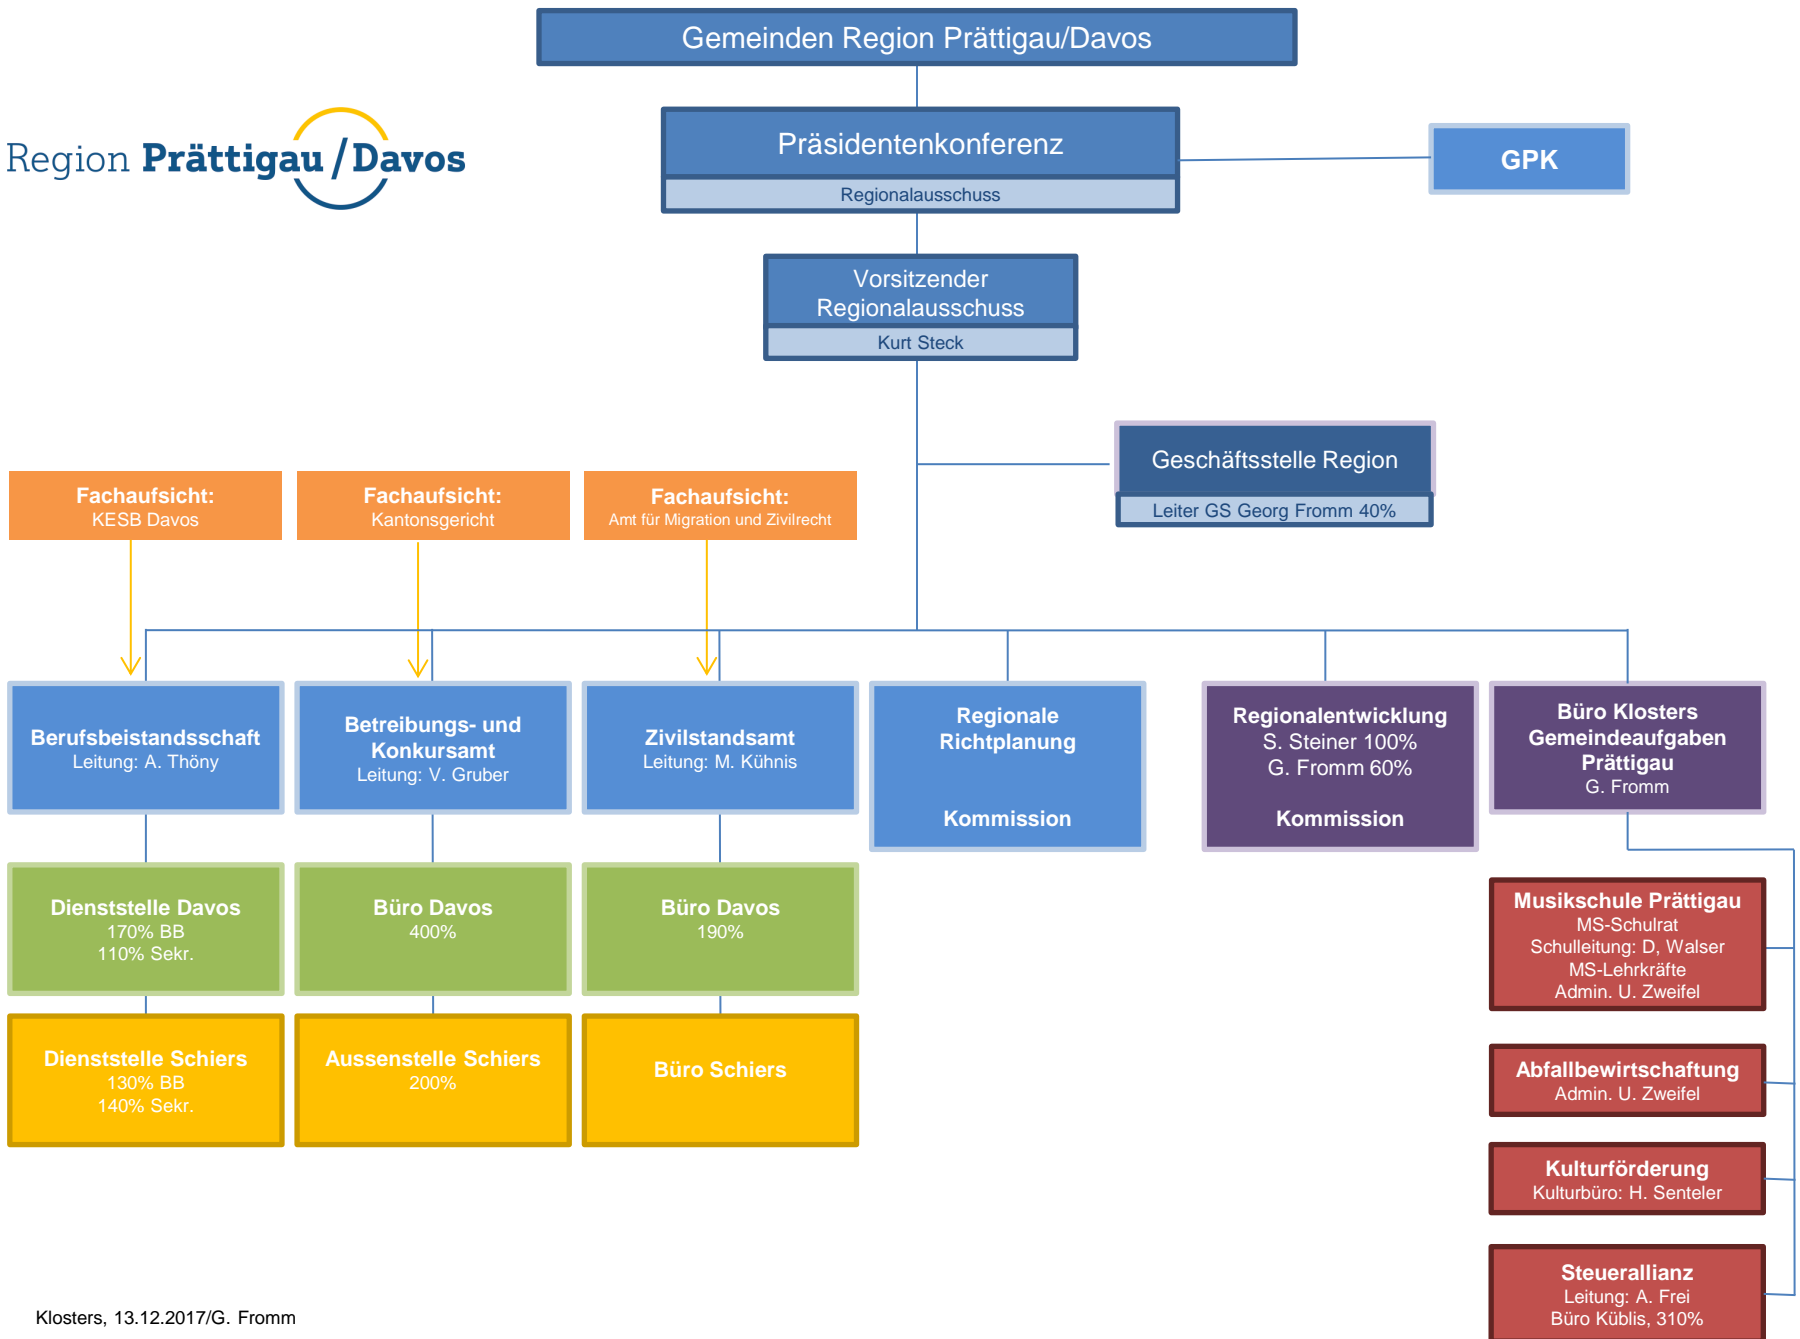 Gemeinden Region Prättigau/Davos
Region Prättigau / Davos
Präsidentenkonferenz
Regionalausschuss
GPK
Vorsitzender
Regionalausschuss
Kurt Steck
Geschäftsstelle Region
Leiter GS Georg Fromm 40%
Fachaufsicht:
KESB Davos
Fachaufsicht:
Kantonsgericht
Fachaufsicht:
Amt für Migration und Zivilrecht
Berufsbeistandsschaft
Leitung: A. Thöny
Betreibungs- und
Konkursamt
Leitung: V. Gruber
Zivilstandsamt
Leitung: M. Kühnis
Regionale
Richtplanung
Kommission
Regionalentwicklung
S. Steiner 100%
G. Fromm 60%
Kommission
Büro Klosters
Gemeindeaufgaben
Prättigau
G. Fromm
Dienststelle Davos
170% BB
110% Sekr.
Büro Davos
400%
Büro Davos
190%
Dienststelle Schiers
130% BB
140% Sekr.
Aussenstelle Schiers
200%
Büro Schiers
Musikschule Prättigau
MS-Schulrat
Schulleitung: D, Walser
MS-Lehrkräfte
Admin. U. Zweifel
Abfallbewirtschaftung
Admin. U. Zweifel
Kulturförderung
Kulturbüro: H. Senteler
Steuerallianz
Leitung: A. Frei
Büro Küblis, 310%
Klosters, 13.12.2017/G. Fromm